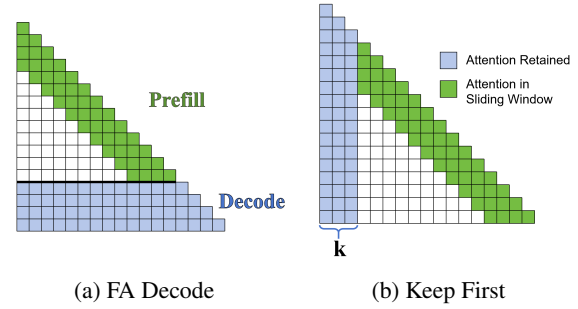 Prefill
Decode
Attention Retained
Attention in
Sliding Window
k
(a) FA Decode
(b) Keep First